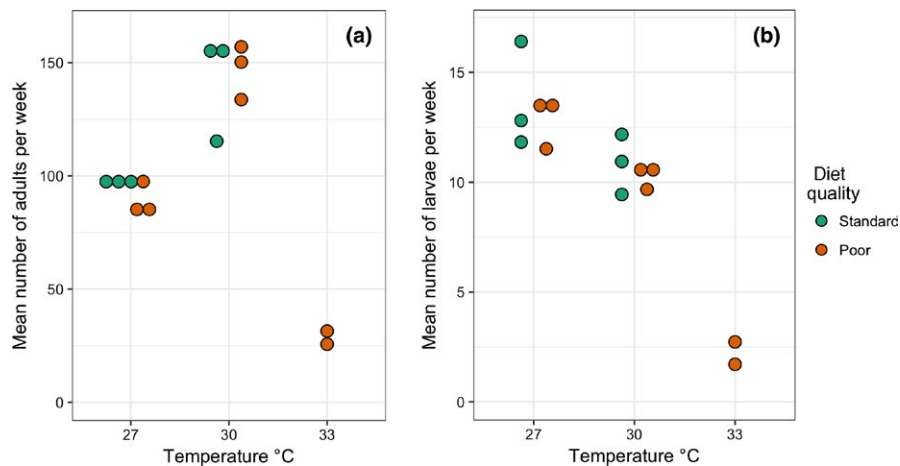 (a)
Mean number of adults per week
150
100
50
0
27
30
33
Temperature °C
(b)
Mean number of larvae per week
15
10
5
0
27
30
33
Temperature °C
Diet
quality
Standard
Poor